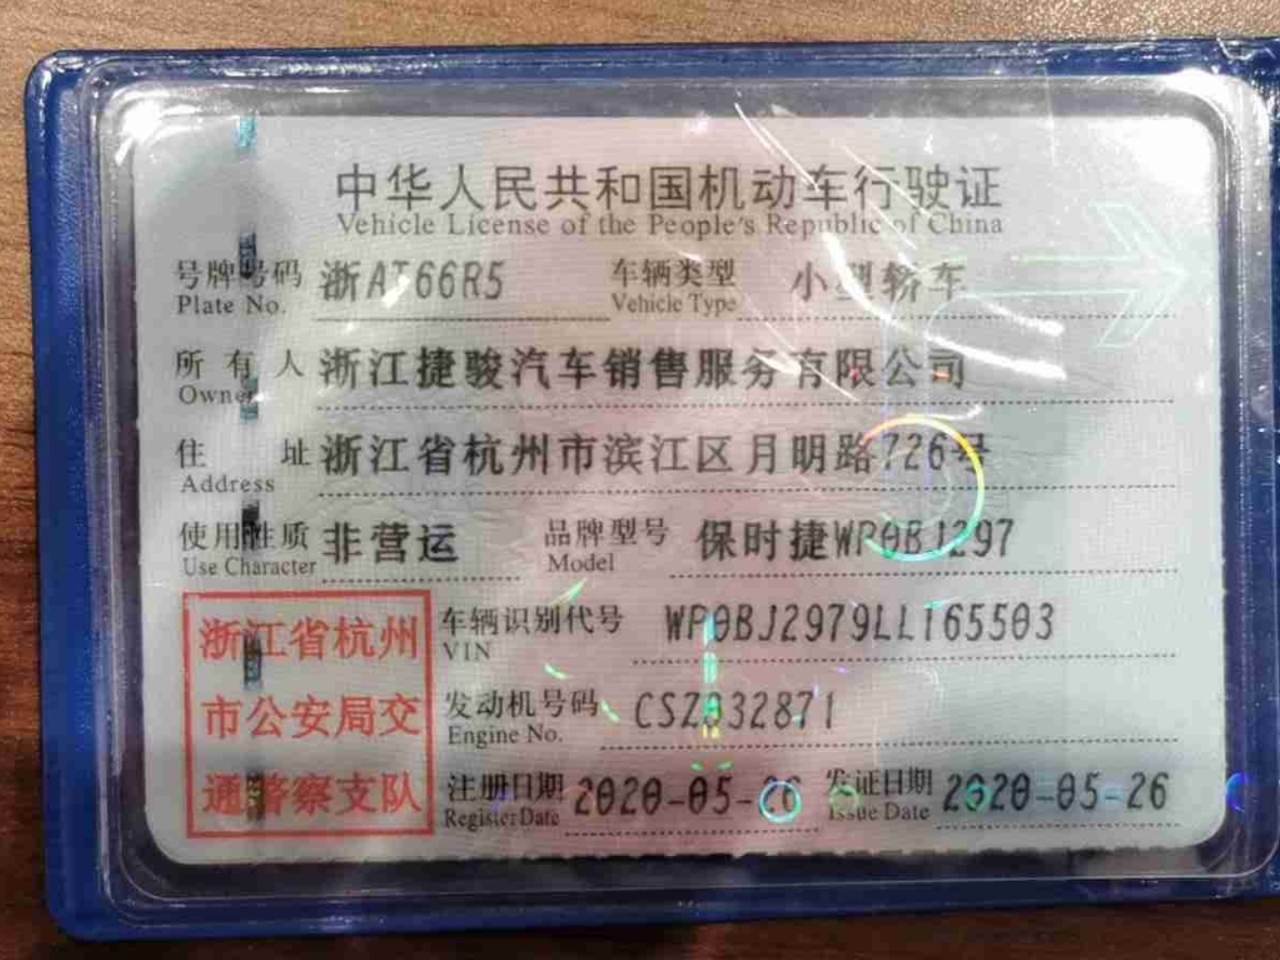 中华人民共和国机动车行驶证
Vehicle License of the People's Republic of China
号牌号码 浙AT66R5 车辆类型 小型轿车
Plate No. Vehicle Type
所有人 浙江捷骏汽车销售服务有限公司
Owner
住址 浙江省杭州市滨江区月明路726号
Address
使用性质 非营运 品牌型号 保时捷WP0BJ297
Use Character Model
浙江省杭州 车辆识别代号 WP0BJ2979LL165503
VIN
市公安局交 发动机号码 CSZ032871
Engine No.
通警察支队 注册日期 2020-05-26 发证日期 2020-05-26
Register Date Issue Date